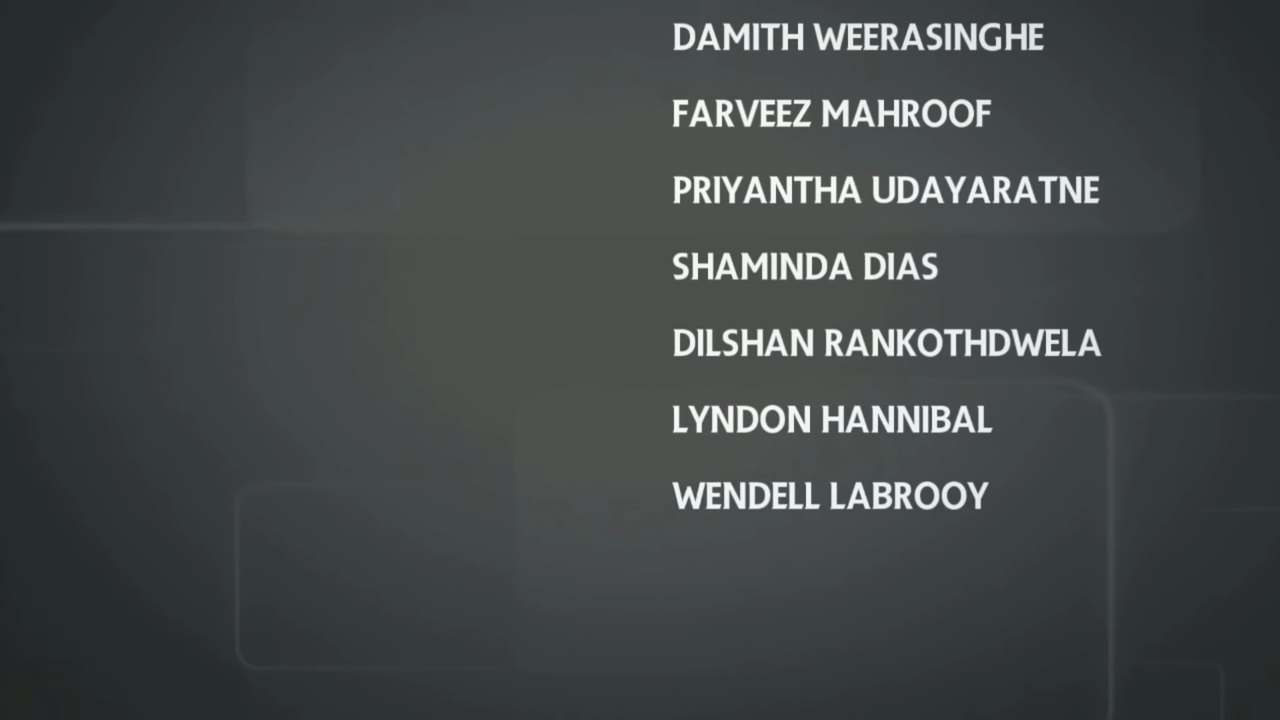 DAMITH WEERASINGHE
FARVEEZ MAHROOF
PRIYANTHA UDAYARATNE
SHAMINDA DIAS
DILSHAN RANKOTHDWELA
LYNDON HANNIBAL
WENDELL LABROOY